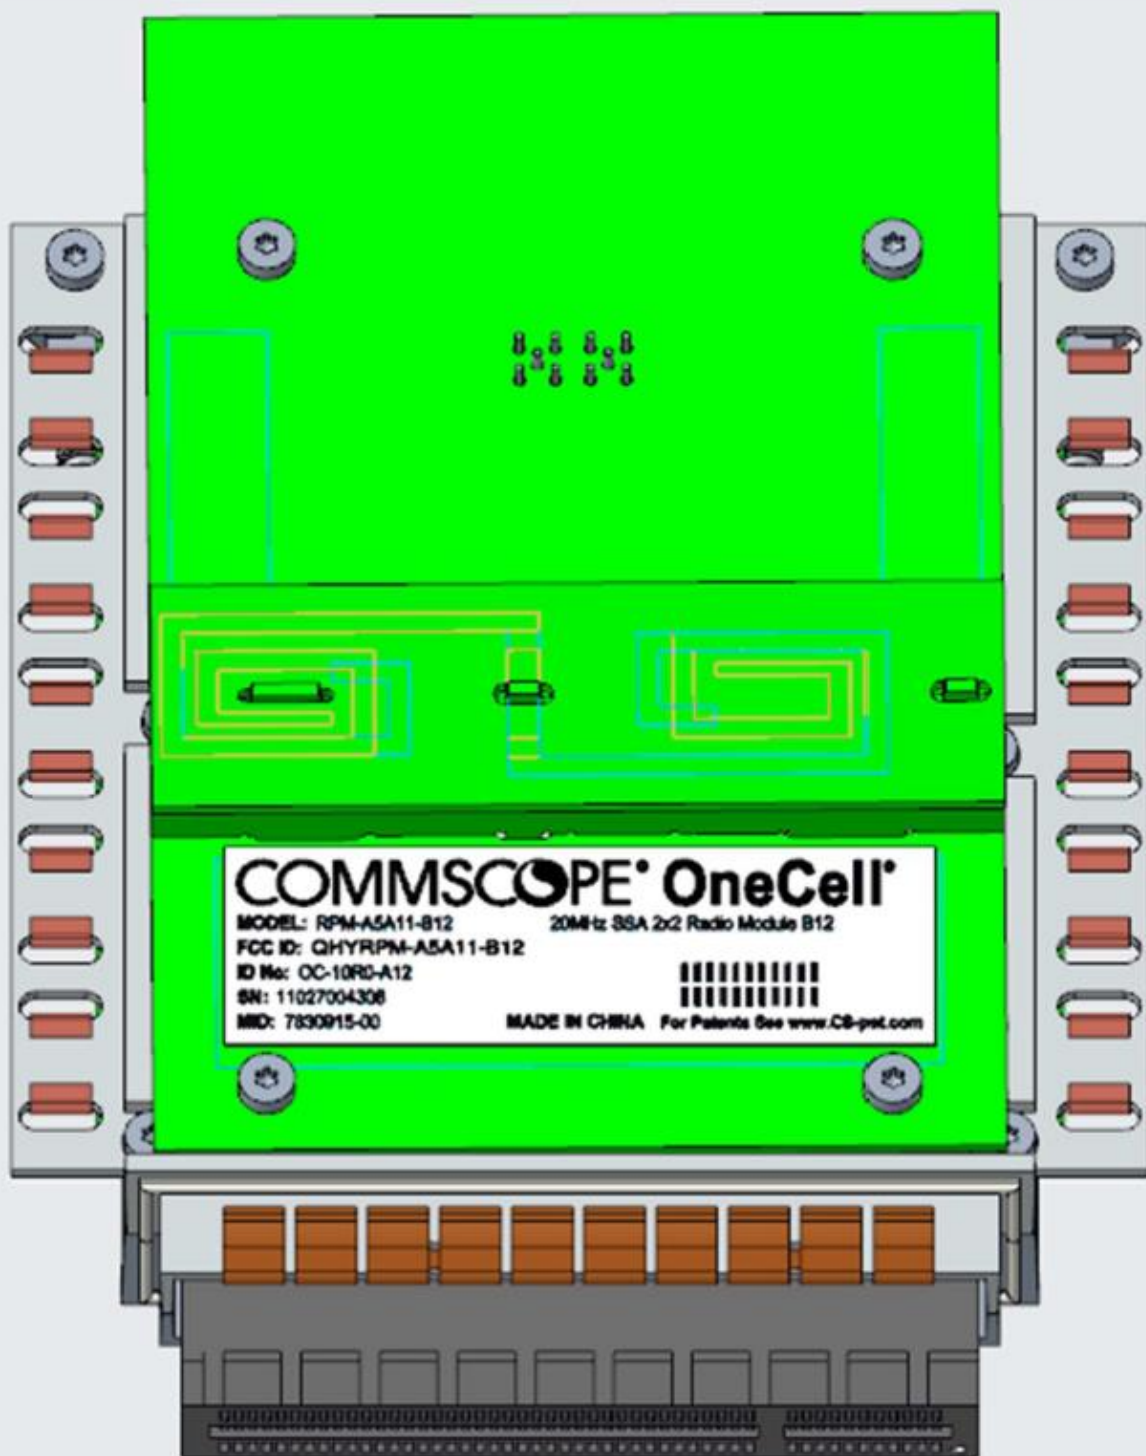 COMMSCOPE® OneCell®
MODEL: RPM-A5A11-B12 20MHz SSA 2x2 Radio Module B12
FCC ID: QHYRPM-A5A11-B12
ID No: OC-10R0-A12
SN: 11027004308
MID: 7830915-00 MADE IN CHINA For Patents See www.CS-pat.com